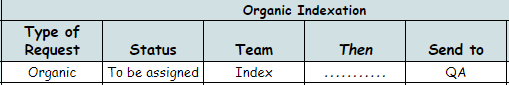 Organic Indexation
Type of Request Status Team Then Send to
Organic To be assigned Index ........... QA